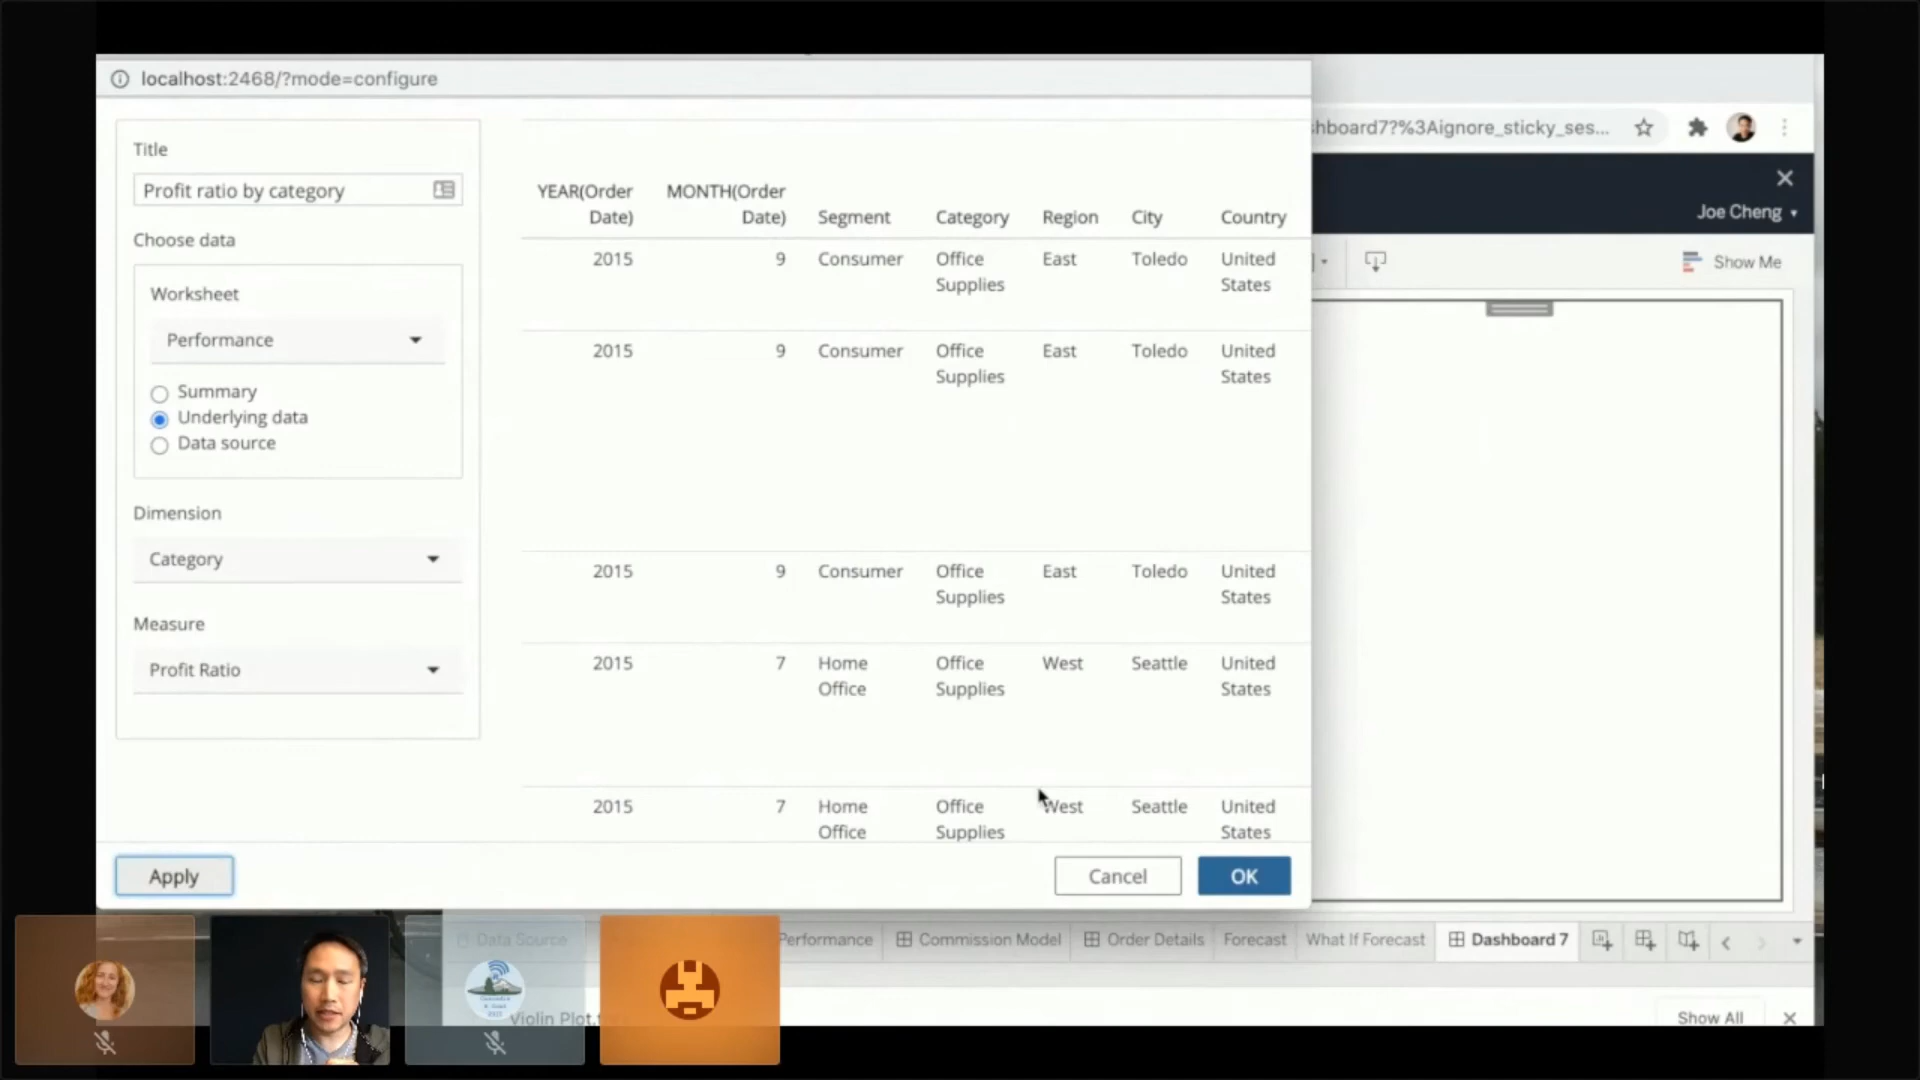 localhost:2468/?mode=configure
hboard7?%3Aignore_sticky_ses...
Joe Cheng
Show Me
Title
Profit ratio by category
Choose data
Worksheet
Performance
Summary
Underlying data
Data source
Dimension
Category
Measure
Profit Ratio
YEAR(Order Date) MONTH(Order Date) Segment Category Region City Country
2015 9 Consumer Office Supplies East Toledo United States
2015 9 Consumer Office Supplies East Toledo United States
2015 9 Consumer Office Supplies East Toledo United States
2015 7 Home Office Office Supplies West Seattle United States
2015 7 Home Office Office Supplies West Seattle United States
Apply
Cancel
OK
Data Source Performance Commission Model Order Details Forecast What If Forecast Dashboard 7
Violin Plot.
Show All